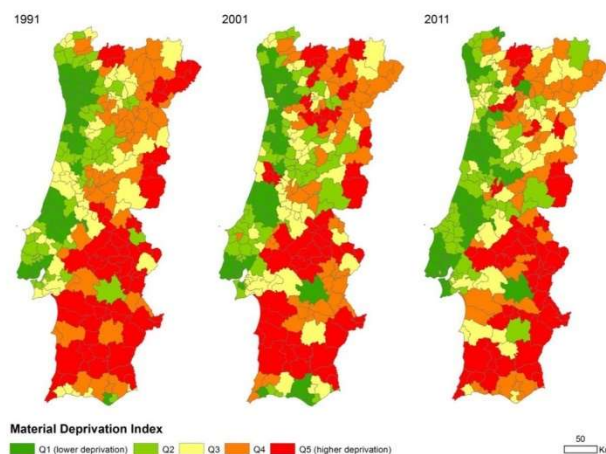 1991
2001
2011
Material Deprivation Index
Q1 (lower deprivation) Q2 Q3 Q4 Q5 (higher deprivation)
50